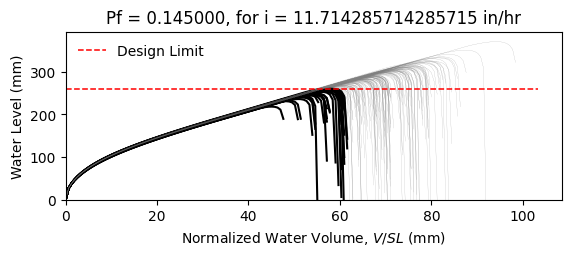 Pf = 0.145000, for i = 11.714285714285715 in/hr
Design Limit
Water Level (mm)
300
200
100
0
0 20 40 60 80 100
Normalized Water Volume, V/SL (mm)